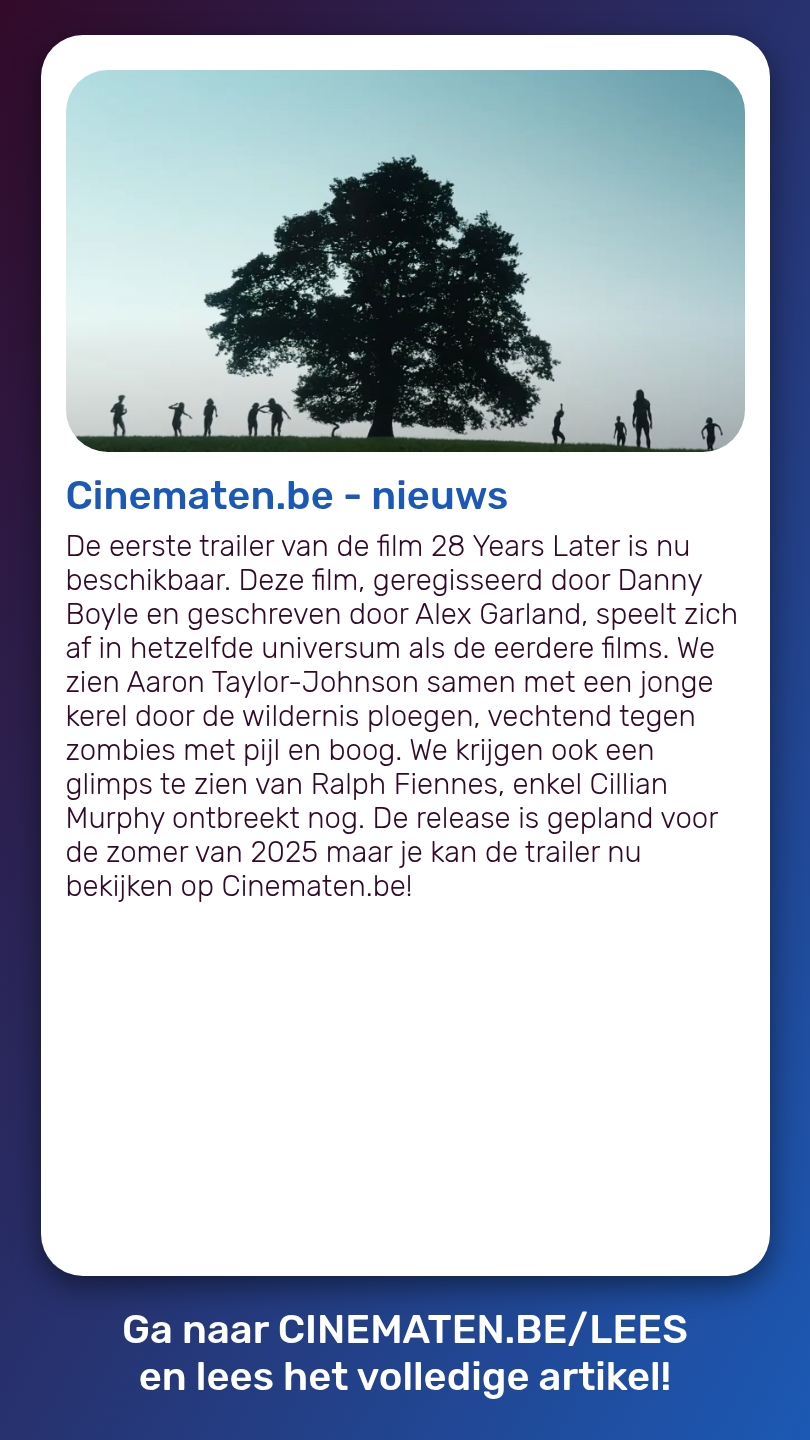 Cinematen.be - nieuws
De eerste trailer van de film 28 Years Later is nu
beschikbaar. Deze film, geregisseerd door Danny
Boyle en geschreven door Alex Garland, speelt zich
af in hetzelfde universum als de eerdere films. We
zien Aaron Taylor-Johnson samen met een jonge
kerel door de wildernis ploegen, vechtend tegen
zombies met pijl en boog. We krijgen ook een
glimps te zien van Ralph Fiennes, enkel Cillian
Murphy ontbreekt nog. De release is gepland voor
de zomer van 2025 maar je kan de trailer nu
bekijken op Cinematen.be!
Ga naar CINEMATEN.BE/LEES
en lees het volledige artikel!